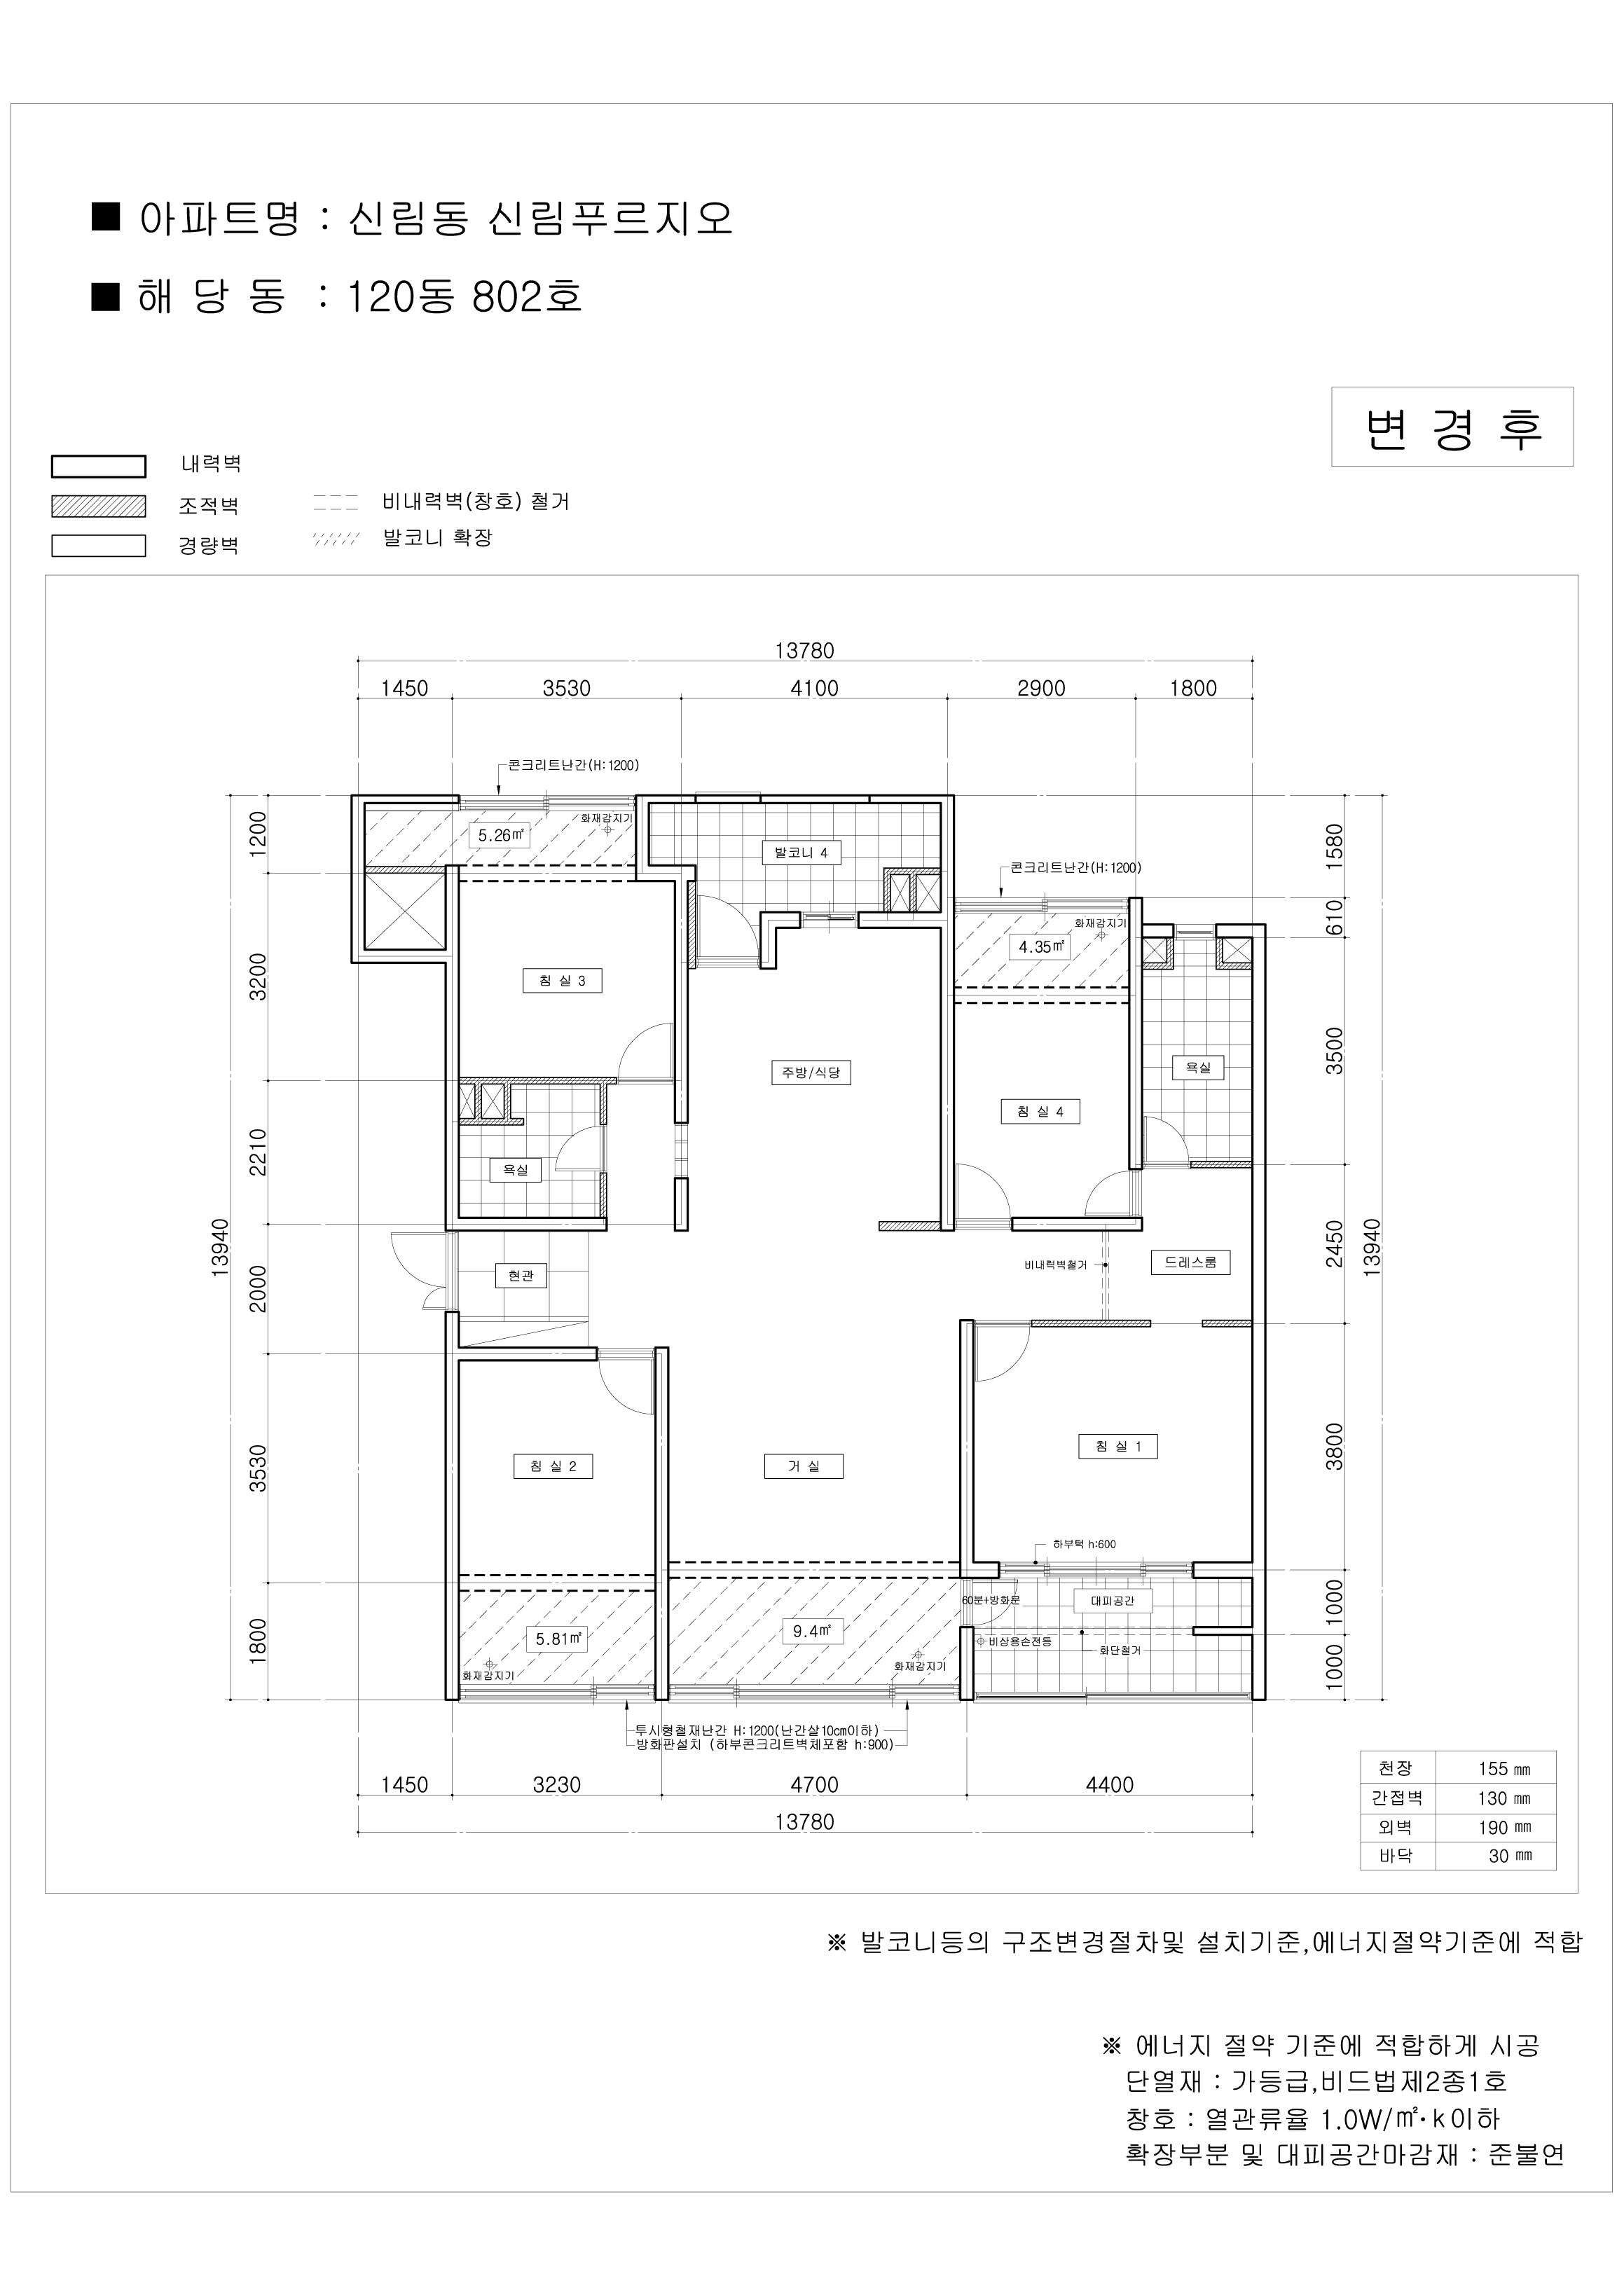 ■ 아파트명 : 신림동 신림푸르지오
■ 해 당 동 : 120동 802호
변 경 후
내력벽
조적벽
경량벽
비내력벽(창호) 철거
발코니 확장
13780
1450 3530 4100 2900 1800
콘크리트난간(H:1200)
화재감지기
5.26㎡
발코니 4
콘크리트난간(H:1200)
화재감지기
4.35㎡
침 실 3
주방/식당
욕실
침 실 4
욕실
현관
비내력벽철거
드레스룸
침 실 2
거 실
침 실 1
하부턱 h:600
60분+방화문
대피공간
5.81㎡
9.4㎡
비상용손전등
화단철거
화재감지기
화재감지기
투시형철재난간 H:1200(난간살10cm이하)
방화판설치 (하부콘크리트벽체포함 h:900)
13940
1200
3200
2210
2000
3530
1800
1580
610
3500
2450
3800
1000
1000
13940
1450 3230 4700 4400
13780
천장 155 mm
간접벽 130 mm
외벽 190 mm
바닥 30 mm
※ 발코니등의 구조변경절차및 설치기준,에너지절약기준에 적합
※ 에너지 절약 기준에 적합하게 시공
단열재 : 가등급,비드법제2종1호
창호 : 열관류율 1.0W/㎡·k이하
확장부분 및 대피공간마감재 : 준불연